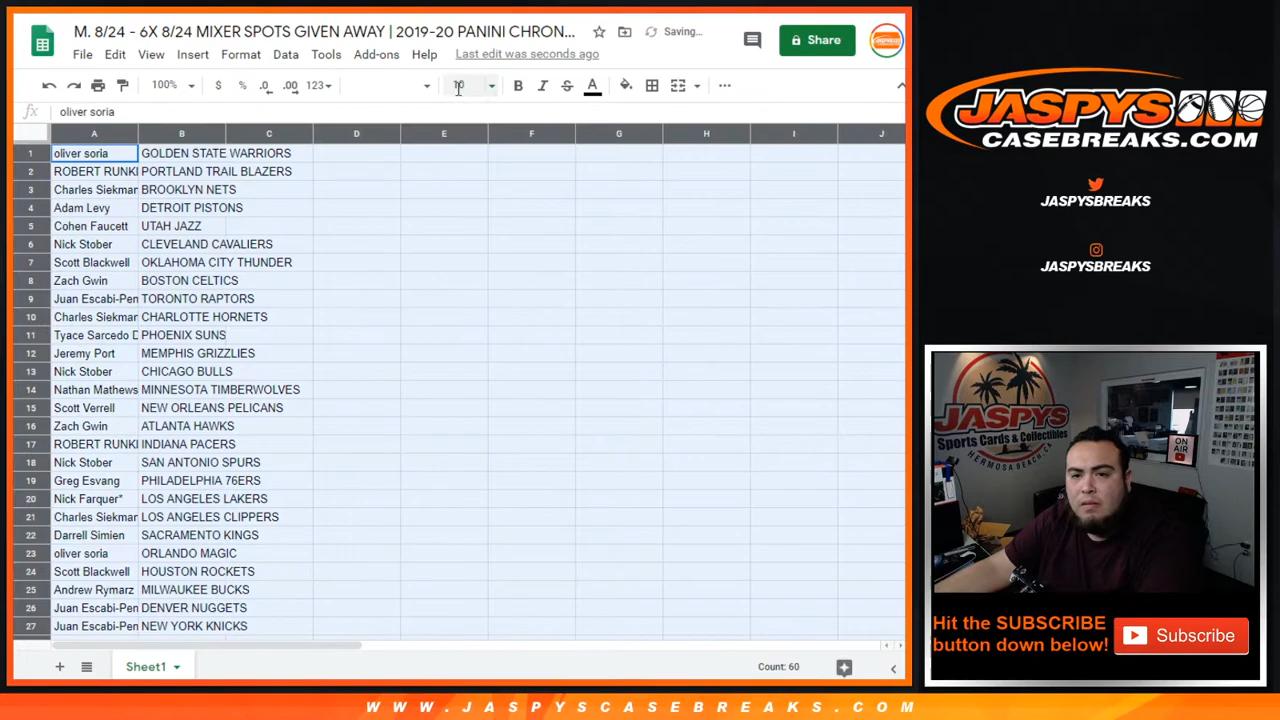 M. 8/24 - 6X 8/24 MIXER SPOTS GIVEN AWAY | 2019-20 PANINI CHRON...
Saving...
Share
File Edit View Insert Format Data Tools Add-ons Help Last edit was seconds ago
100% $ % .0 .00 123 10 B I S A ...
fx oliver soria
A B C D E F G H I J
1 oliver soria GOLDEN STATE WARRIORS
2 ROBERT RUNKI PORTLAND TRAIL BLAZERS
3 Charles Siekman BROOKLYN NETS
4 Adam Levy DETROIT PISTONS
5 Cohen Faucett UTAH JAZZ
6 Nick Stober CLEVELAND CAVALIERS
7 Scott Blackwell OKLAHOMA CITY THUNDER
8 Zach Gwin BOSTON CELTICS
9 Juan Escabi-Pen TORONTO RAPTORS
10 Charles Siekman CHARLOTTE HORNETS
11 Tyace Sarcedo D PHOENIX SUNS
12 Jeremy Port MEMPHIS GRIZZLIES
13 Nick Stober CHICAGO BULLS
14 Nathan Mathews MINNESOTA TIMBERWOLVES
15 Scott Verrell NEW ORLEANS PELICANS
16 Zach Gwin ATLANTA HAWKS
17 ROBERT RUNKI INDIANA PACERS
18 Nick Stober SAN ANTONIO SPURS
19 Greg Esvang PHILADELPHIA 76ERS
20 Nick Farquer* LOS ANGELES LAKERS
21 Charles Siekman LOS ANGELES CLIPPERS
22 Darrell Simien SACRAMENTO KINGS
23 oliver soria ORLANDO MAGIC
24 Scott Blackwell HOUSTON ROCKETS
25 Andrew Rymarz MILWAUKEE BUCKS
26 Juan Escabi-Pen DENVER NUGGETS
27 Juan Escabi-Pen NEW YORK KNICKS
Sheet1
Count: 60
JASPYS
CASEBREAKS.COM
JASPYSBREAKS
JASPYSBREAKS
JASPYS
Sports Cards & Collectibles
HERMOSA BEACH, CA
ON
AIR
Hit the SUBSCRIBE
button down below!
Subscribe
WWW.JASPYSCASEBREAKS.COM